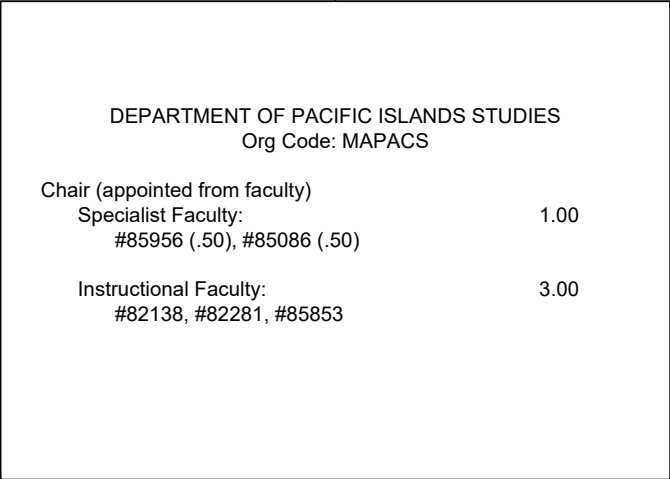 DEPARTMENT OF PACIFIC ISLANDS STUDIES
Org Code: MAPACS
Chair (appointed from faculty)
Specialist Faculty: 1.00
#85956 (.50), #85086 (.50)
Instructional Faculty: 3.00
#82138, #82281, #85853